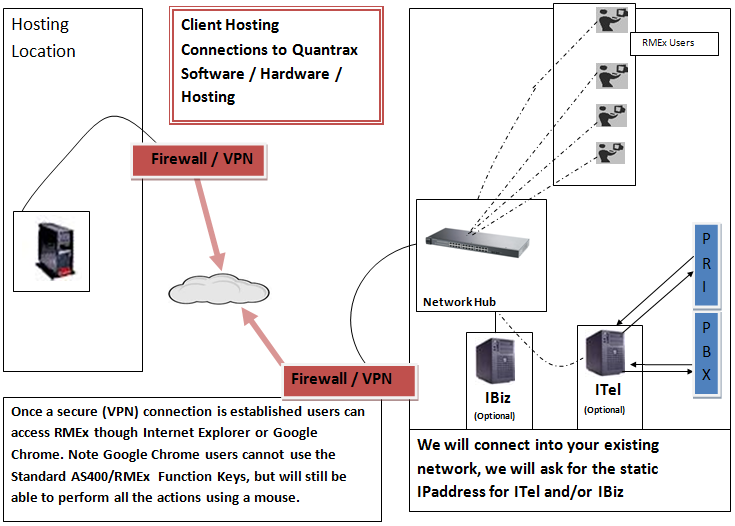 Hosting
Location
Client Hosting
Connections to Quantrax
Software / Hardware /
Hosting
RMEx Users
Firewall / VPN
Network Hub
P
R
I
P
B
X
Firewall / VPN
IBiz
(Optional)
ITel
(Optional)
Once a secure (VPN) connection is established users can
access RMEx though Internet Explorer or Google
Chrome. Note Google Chrome users cannot use the
Standard AS400/RMEx Function Keys, but will still be
able to perform all the actions using a mouse.
We will connect into your existing
network, we will ask for the static
IPaddress for ITel and/or IBiz